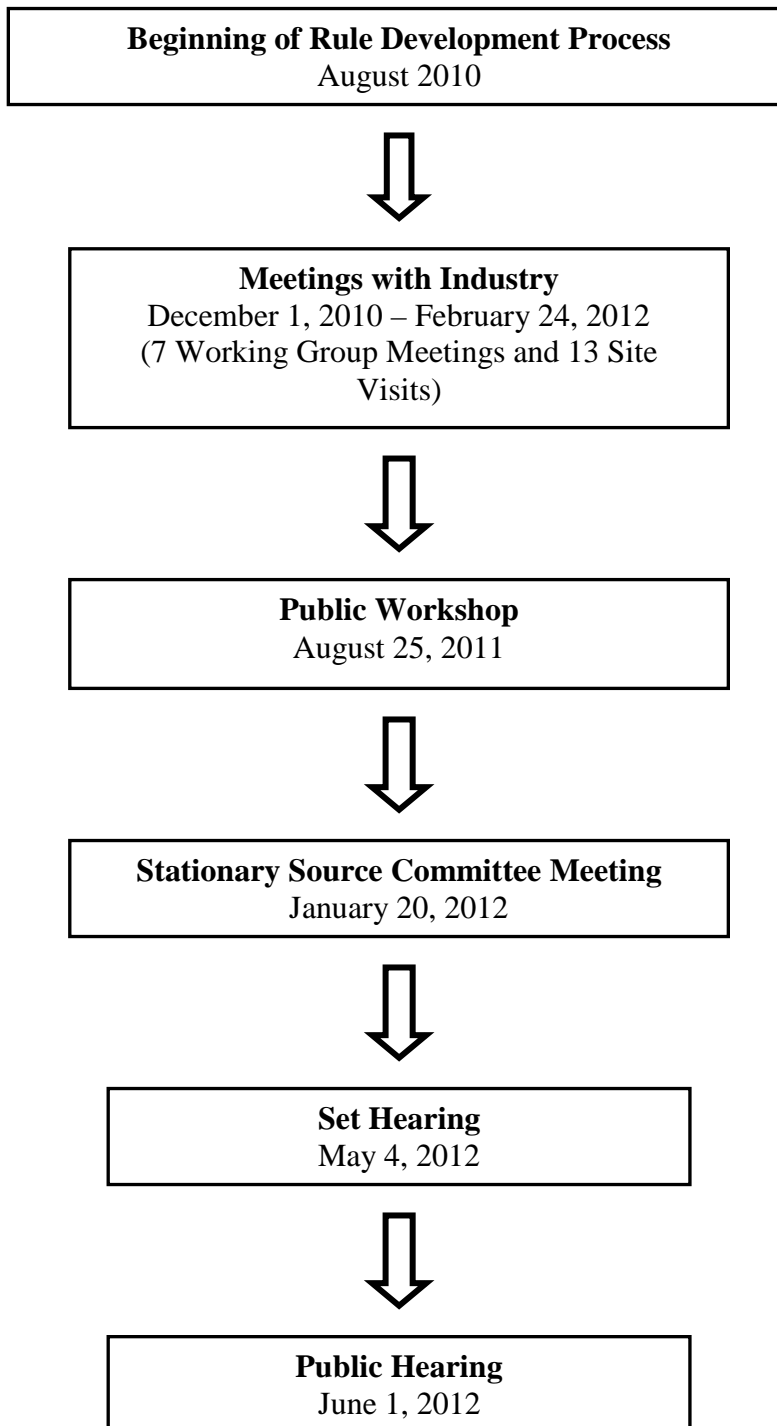 Beginning of Rule Development Process
August 2010
Meetings with Industry
December 1, 2010 – February 24, 2012
(7 Working Group Meetings and 13 Site
Visits)
Public Workshop
August 25, 2011
Stationary Source Committee Meeting
January 20, 2012
Set Hearing
May 4, 2012
Public Hearing
June 1, 2012